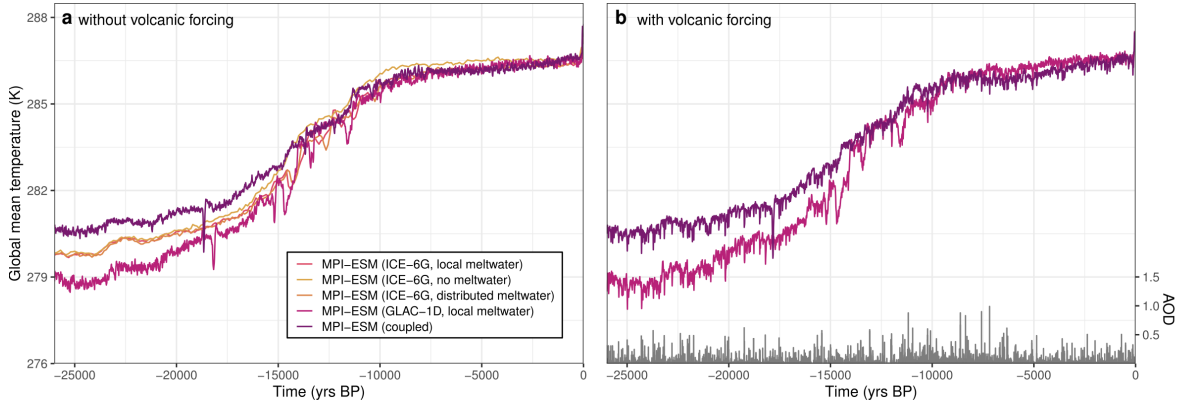 a without volcanic forcing
b with volcanic forcing
Global mean temperature (K)
288
285
282
279
276
MPI−ESM (ICE−6G, local meltwater)
MPI−ESM (ICE−6G, no meltwater)
MPI−ESM (ICE−6G, distributed meltwater)
MPI−ESM (GLAC−1D, local meltwater)
MPI−ESM (coupled)
1.5
1.0
0.5
AOD
−25000 −20000 −15000 −10000 −5000 0
Time (yrs BP)
−25000 −20000 −15000 −10000 −5000 0
Time (yrs BP)